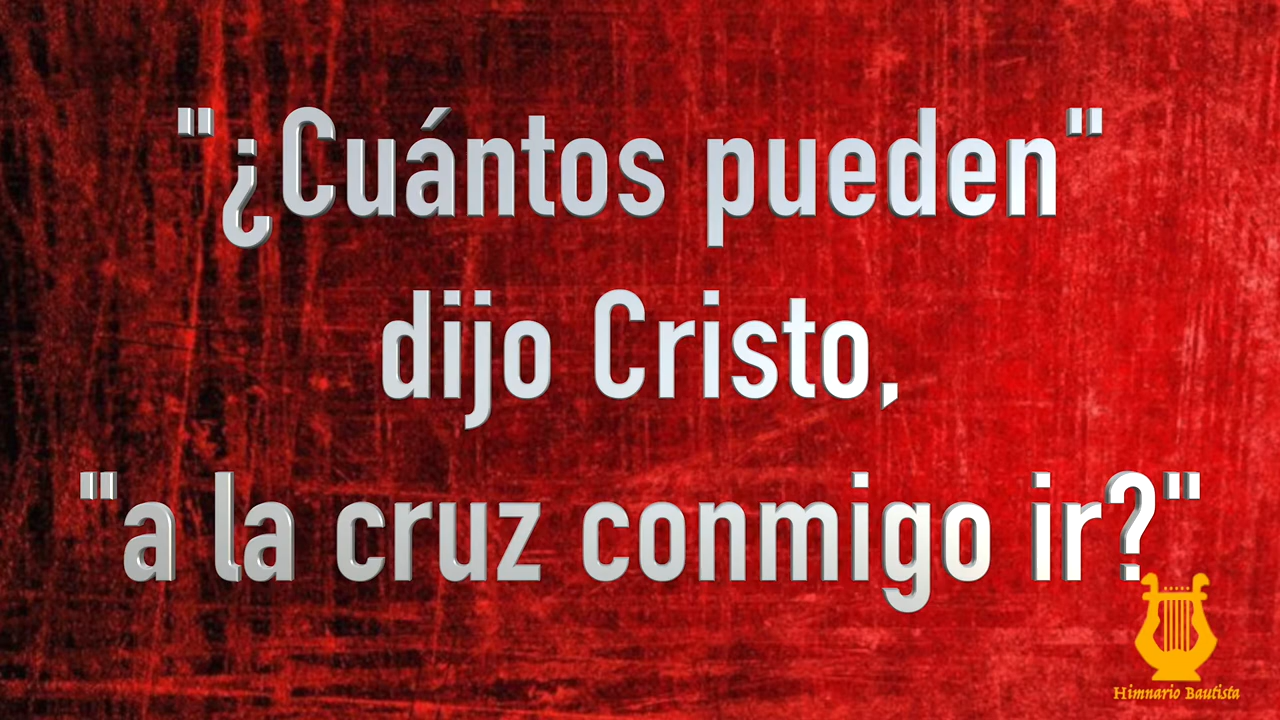 "¿Cuántos pueden"
dijo Cristo,
"a la cruz conmigo ir?"
Himnario Bautista